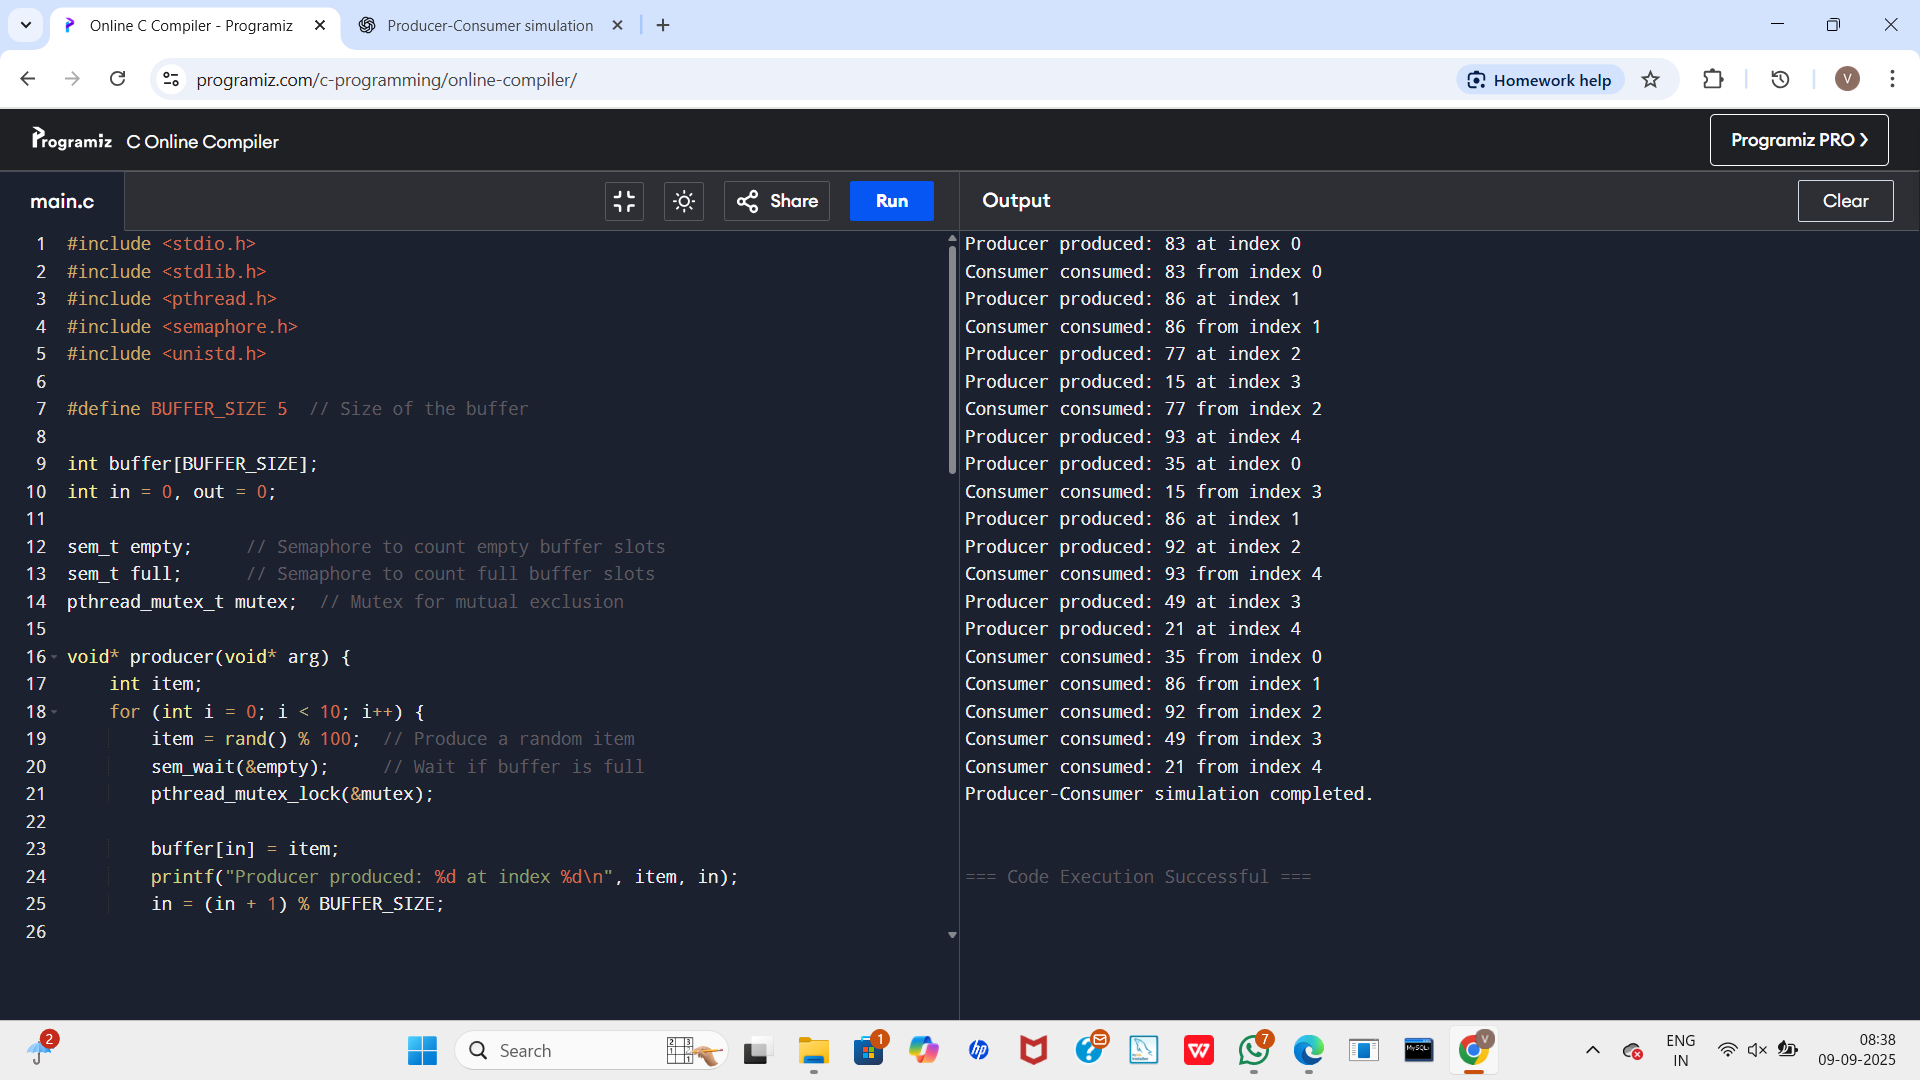 Online C Compiler - Programiz
Producer-Consumer simulation
programiz.com/c-programming/online-compiler/
Homework help
V
Programiz C Online Compiler
Programiz PRO
main.c
Share
Run
Output
Clear
1 #include <stdio.h>
2 #include <stdlib.h>
3 #include <pthread.h>
4 #include <semaphore.h>
5 #include <unistd.h>
6
7 #define BUFFER_SIZE 5 // Size of the buffer
8
9 int buffer[BUFFER_SIZE];
10 int in = 0, out = 0;
11
12 sem_t empty; // Semaphore to count empty buffer slots
13 sem_t full; // Semaphore to count full buffer slots
14 pthread_mutex_t mutex; // Mutex for mutual exclusion
15
16 void* producer(void* arg) {
17 int item;
18 for (int i = 0; i < 10; i++) {
19 item = rand() % 100; // Produce a random item
20 sem_wait(&empty); // Wait if buffer is full
21 pthread_mutex_lock(&mutex);
22
23 buffer[in] = item;
24 printf("Producer produced: %d at index %d\n", item, in);
25 in = (in + 1) % BUFFER_SIZE;
26
Producer produced: 83 at index 0
Consumer consumed: 83 from index 0
Producer produced: 86 at index 1
Consumer consumed: 86 from index 1
Producer produced: 77 at index 2
Producer produced: 15 at index 3
Consumer consumed: 77 from index 2
Producer produced: 93 at index 4
Producer produced: 35 at index 0
Consumer consumed: 15 from index 3
Producer produced: 86 at index 1
Producer produced: 92 at index 2
Consumer consumed: 93 from index 4
Producer produced: 49 at index 3
Producer produced: 21 at index 4
Consumer consumed: 35 from index 0
Consumer consumed: 86 from index 1
Consumer consumed: 92 from index 2
Consumer consumed: 49 from index 3
Consumer consumed: 21 from index 4
Producer-Consumer simulation completed.
=== Code Execution Successful ===
2
Search
1
hp
W
7
MySQL
V
ENG
IN
08:38
09-09-2025